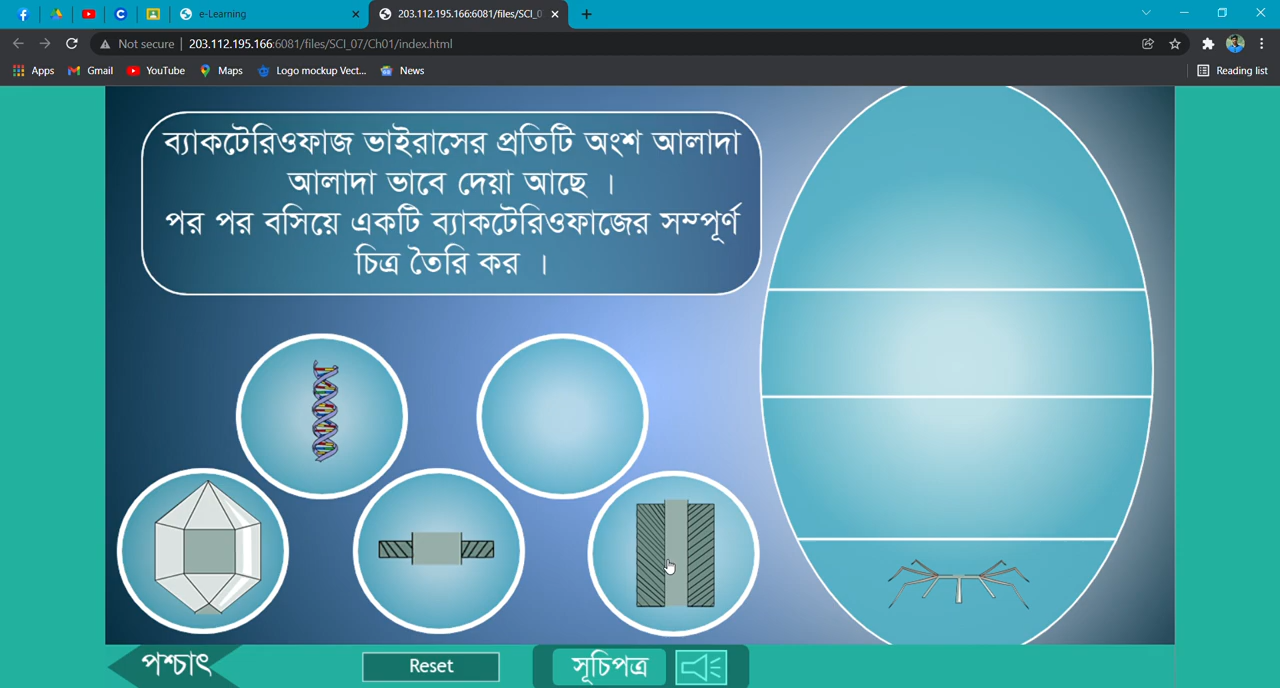 e-Learning
203.112.195.166:6081/files/SCI_0
Not secure
203.112.195.166:6081/files/SCI_07/Ch01/index.html
Apps
Gmail
YouTube
Maps
Logo mockup Vect...
News
Reading list
ব্যাকটেরিওফাজ ভাইরাসের প্রতিটি অংশ আলাদা
আলাদা ভাবে দেয়া আছে ।
পর পর বসিয়ে একটি ব্যাকটেরিওফাজের সম্পূর্ণ
চিত্র তৈরি কর ।
পশ্চাৎ
Reset
সূচিপত্র